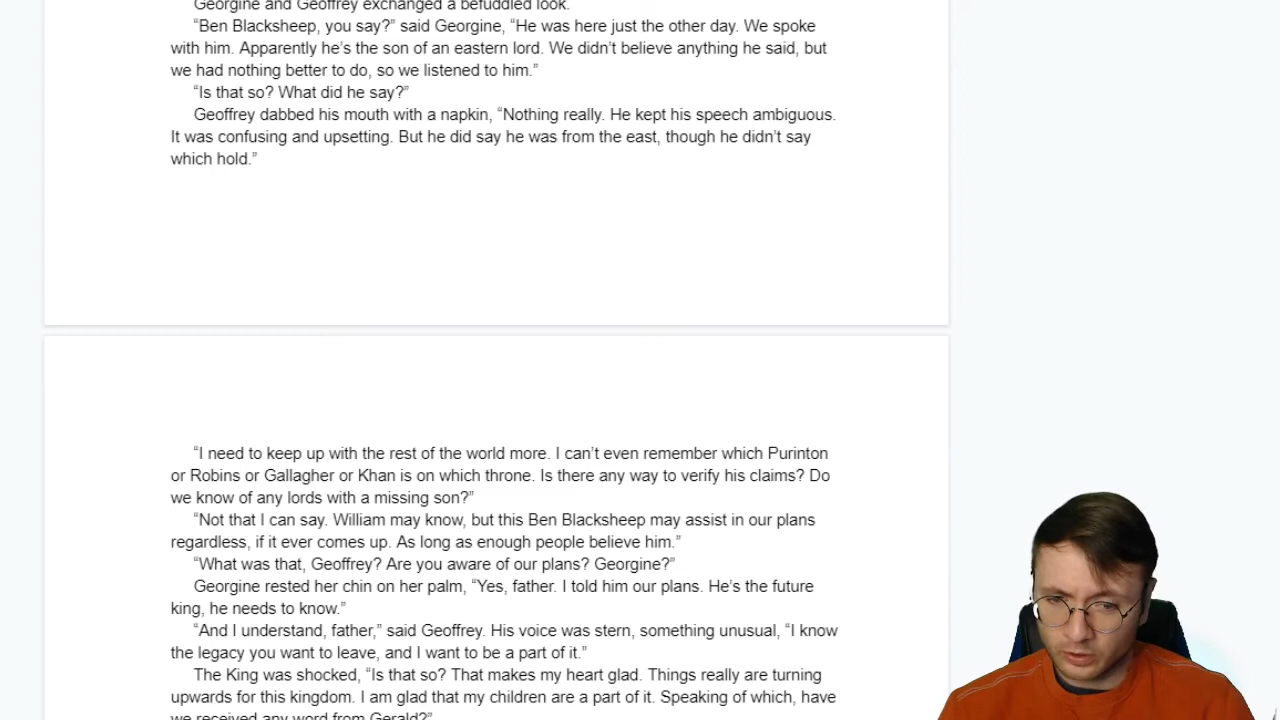 Georgine and Geoffrey exchanged a befuddled look.
“Ben Blacksheep, you say?” said Georgine, “He was here just the other day. We spoke
with him. Apparently he’s the son of an eastern lord. We didn’t believe anything he said, but
we had nothing better to do, so we listened to him.”
“Is that so? What did he say?”
Geoffrey dabbed his mouth with a napkin, “Nothing really. He kept his speech ambiguous.
It was confusing and upsetting. But he did say he was from the east, though he didn’t say
which hold.”
“I need to keep up with the rest of the world more. I can’t even remember which Purinton
or Robins or Gallagher or Khan is on which throne. Is there any way to verify his claims? Do
we know of any lords with a missing son?”
“Not that I can say. William may know, but this Ben Blacksheep may assist in our plans
regardless, if it ever comes up. As long as enough people believe him.”
“What was that, Geoffrey? Are you aware of our plans? Georgine?”
Georgine rested her chin on her palm, “Yes, father. I told him our plans. He’s the future
king, he needs to know.”
“And I understand, father,” said Geoffrey. His voice was stern, something unusual, “I know
the legacy you want to leave, and I want to be a part of it.”
The King was shocked, “Is that so? That makes my heart glad. Things really are turning
upwards for this kingdom. I am glad that my children are a part of it. Speaking of which, have
we received any word from Gerald?”